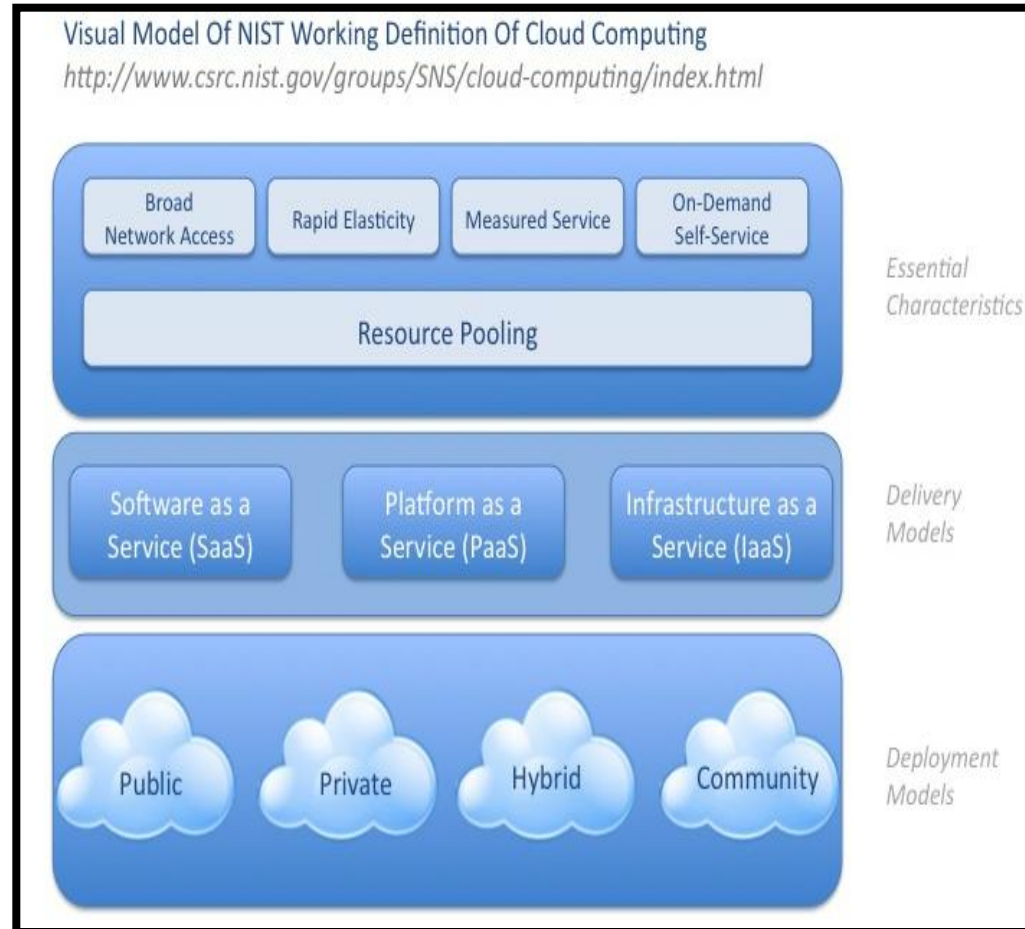 Visual Model Of NIST Working Definition Of Cloud Computing
http://www.csrc.nist.gov/groups/SNS/cloud-computing/index.html
Broad
Network Access
Rapid Elasticity
Measured Service
On-Demand
Self-Service
Resource Pooling
Essential
Characteristics
Software as a
Service (SaaS)
Platform as a
Service (PaaS)
Infrastructure as a
Service (IaaS)
Delivery
Models
Public
Private
Hybrid
Community
Deployment
Models